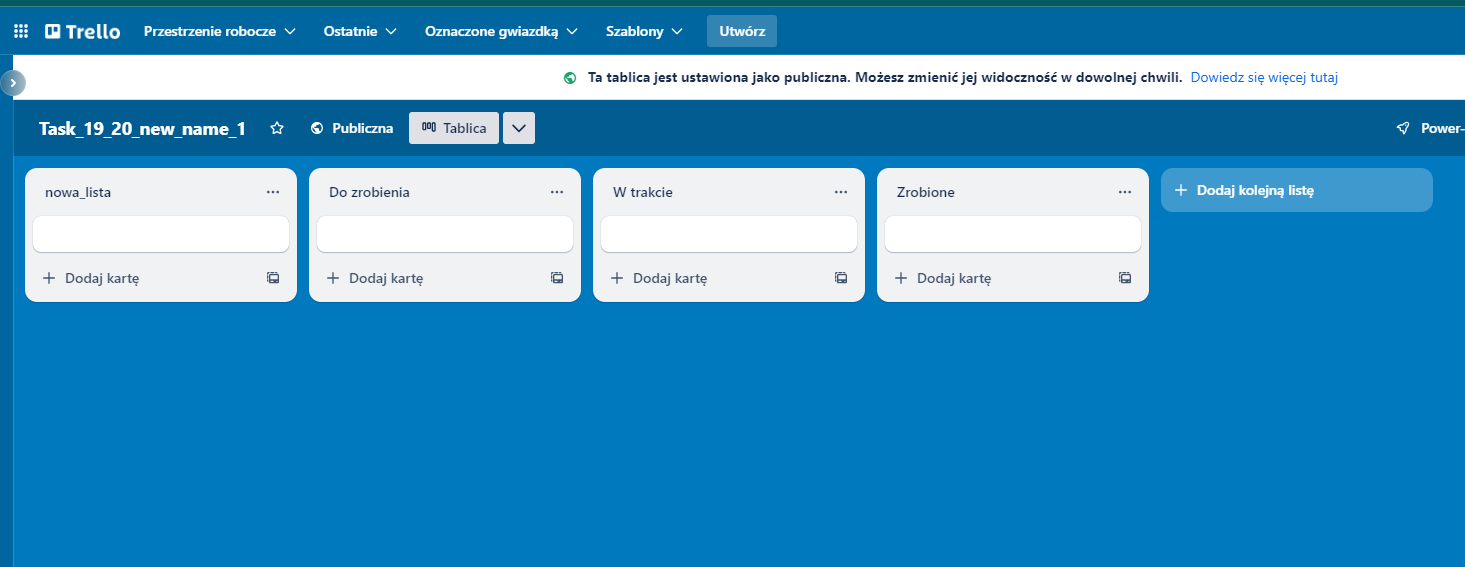 Trello Przestrzenie robocze Ostatnie Oznaczone gwiazdką Szablony Utwórz
Ta tablica jest ustawiona jako publiczna. Możesz zmienić jej widoczność w dowolnej chwili. Dowiedz się więcej tutaj
Task_19_20_new_name_1 Publiczna Tablica Power-
nowa_lista Do zrobienia W trakcie Zrobione + Dodaj kolejną listę
+ Dodaj kartę + Dodaj kartę + Dodaj kartę + Dodaj kartę